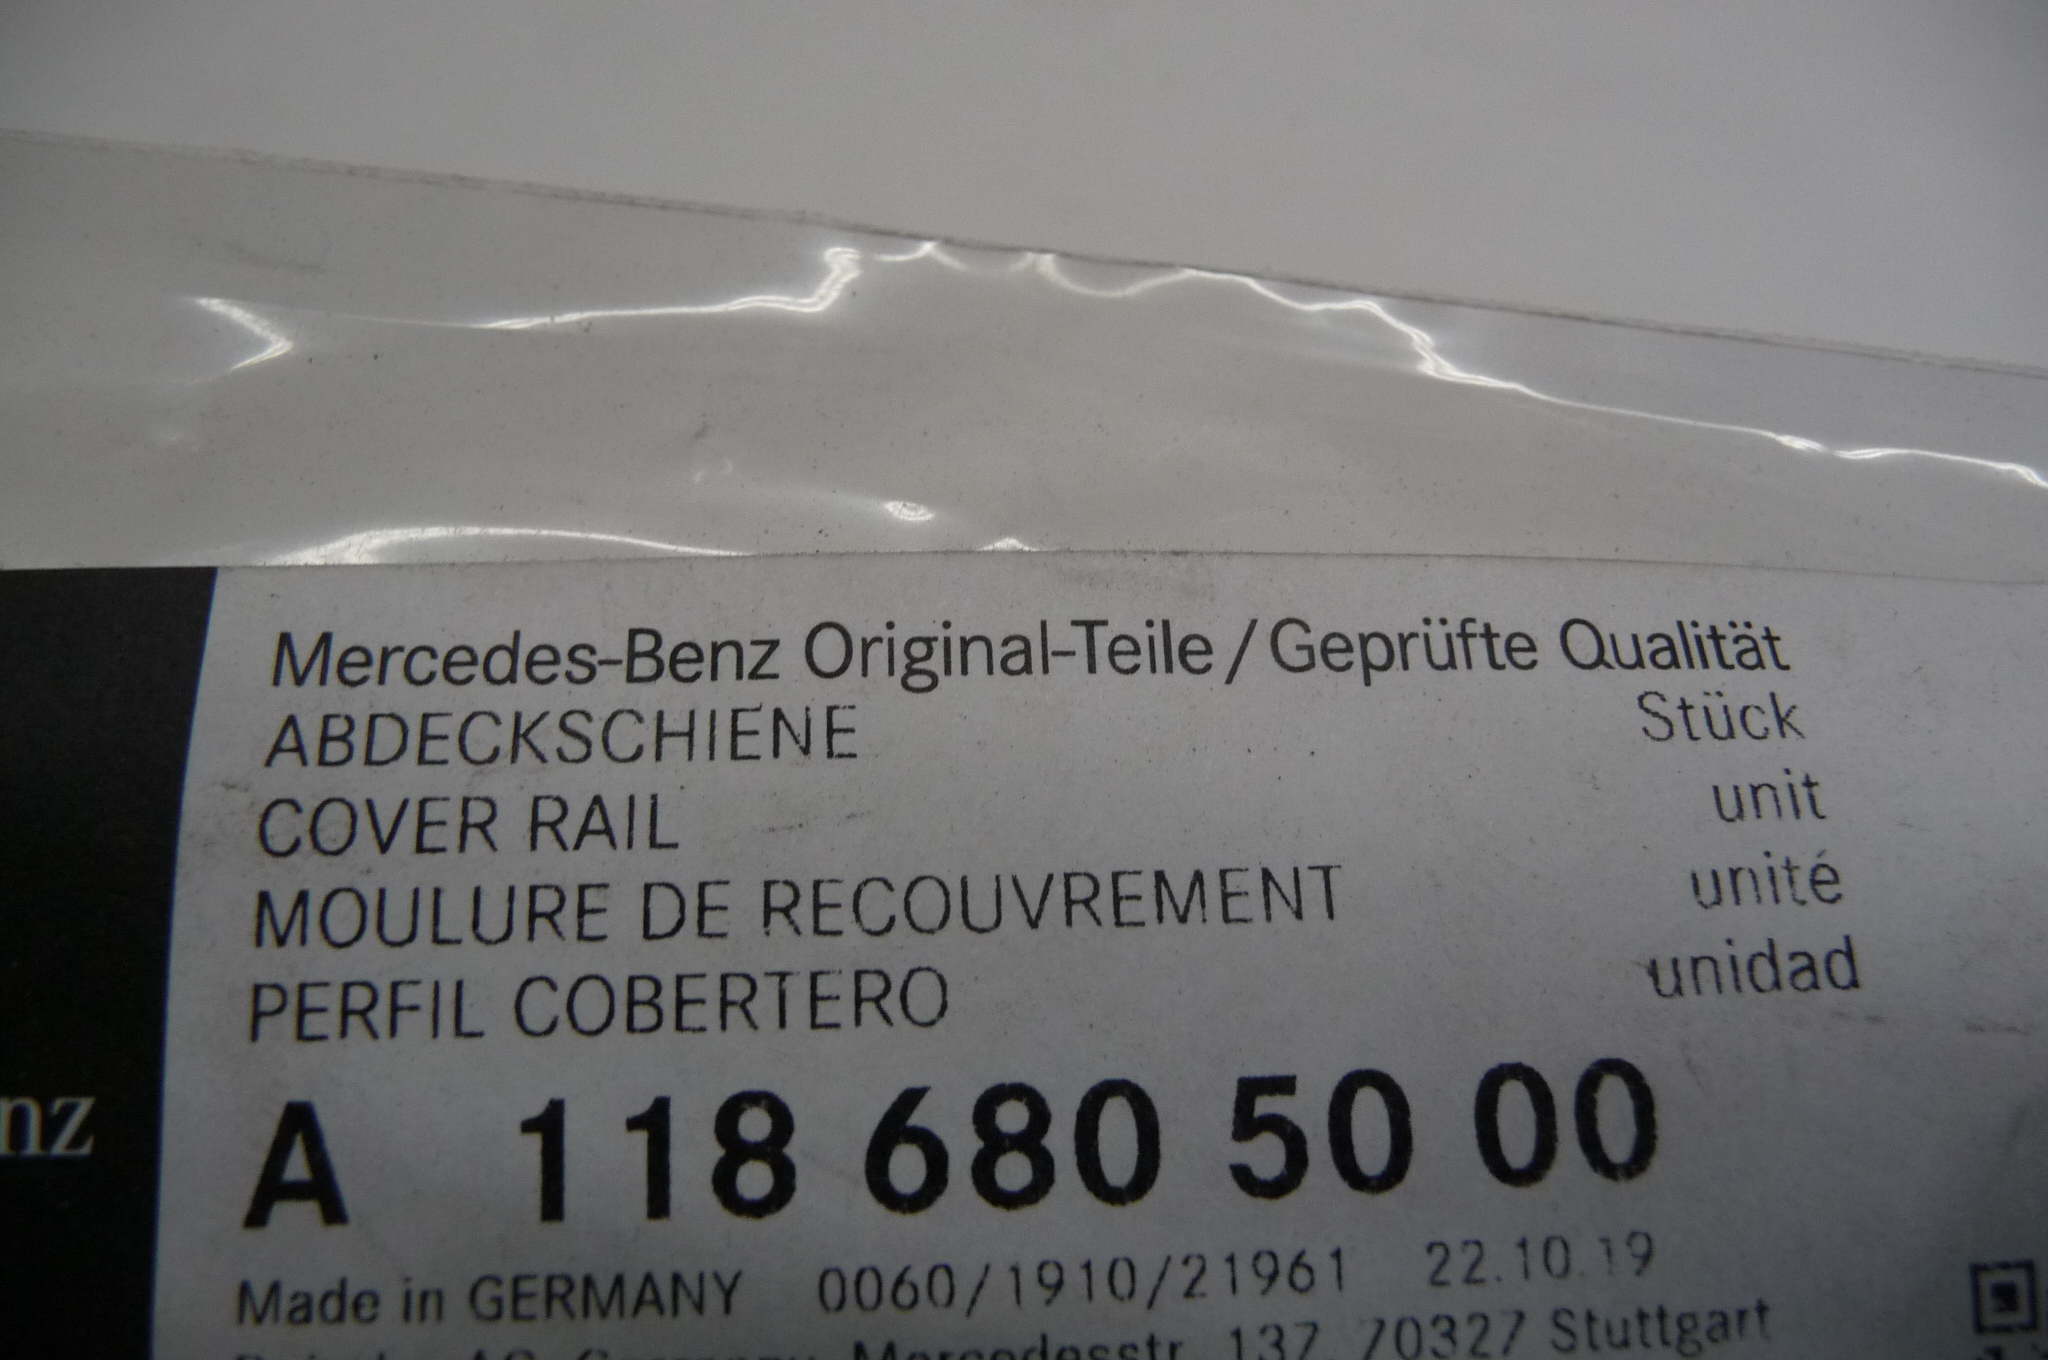 Mercedes-Benz Original-Teile / Geprüfte Qualität
ABDECKSCHIENE Stück
COVER RAIL unit
MOULURE DE RECOUVREMENT unité
PERFIL COBERTERO unidad
nz
A 118 680 50 00
Made in GERMANY 0060/1910/21961 22.10.19
Mercedesstr. 137 70327 Stuttgart